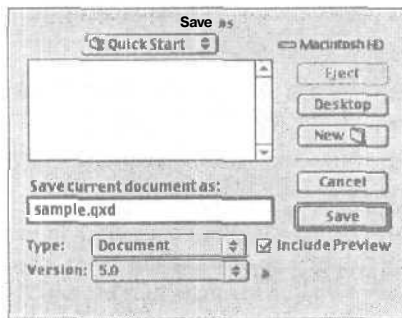 Save as
QuickStart
Macintosh HD
Eject
Desktop
New
Save current document as:
Cancel
sample.qxd
Save
Type: Document
Include Preview
Version: 5.0